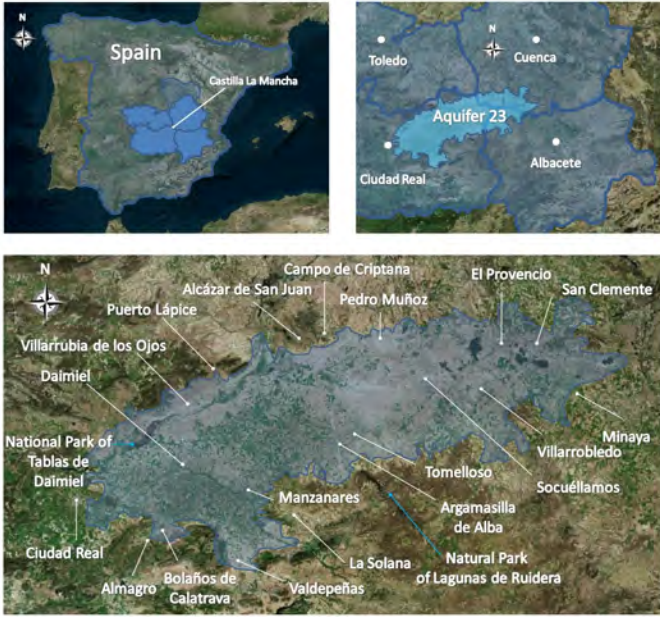 N
Spain
Castilla La Mancha
N
Toledo
Cuenca
Aquifer 23
Ciudad Real
Albacete
N
Campo de Criptana
El Provencio
Alcázar de San Juan
Pedro Muñoz
San Clemente
Puerto Lápice
Villarrubia de los Ojos
Daimiel
National Park of
Tablas de
Daimiel
Minaya
Villarrobledo
Tomelloso
Socuéllamos
Manzanares
Argamasilla
de Alba
Ciudad Real
La Solana
Natural Park
of Lagunas de Ruidera
Almagro
Bolaños de
Calatrava
Valdepeñas